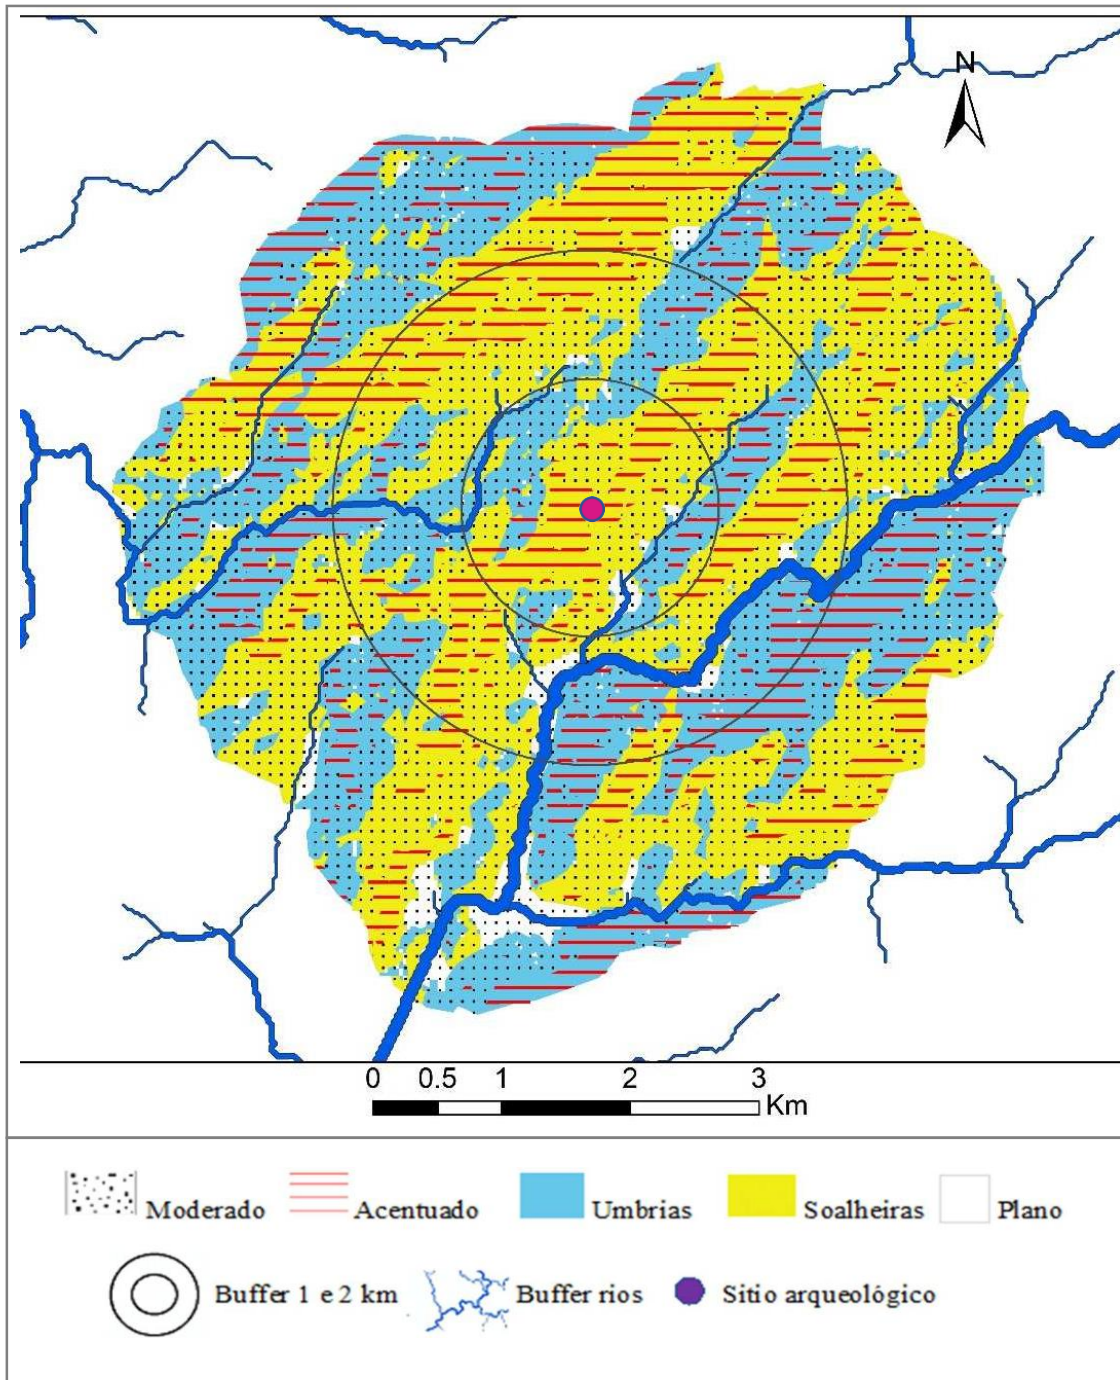 N
0 0.5 1 2 3
Km
Moderado Acentuado Umbrias Soalheiras Plano
Buffer 1 e 2 km Buffer rios Sítio arqueológico